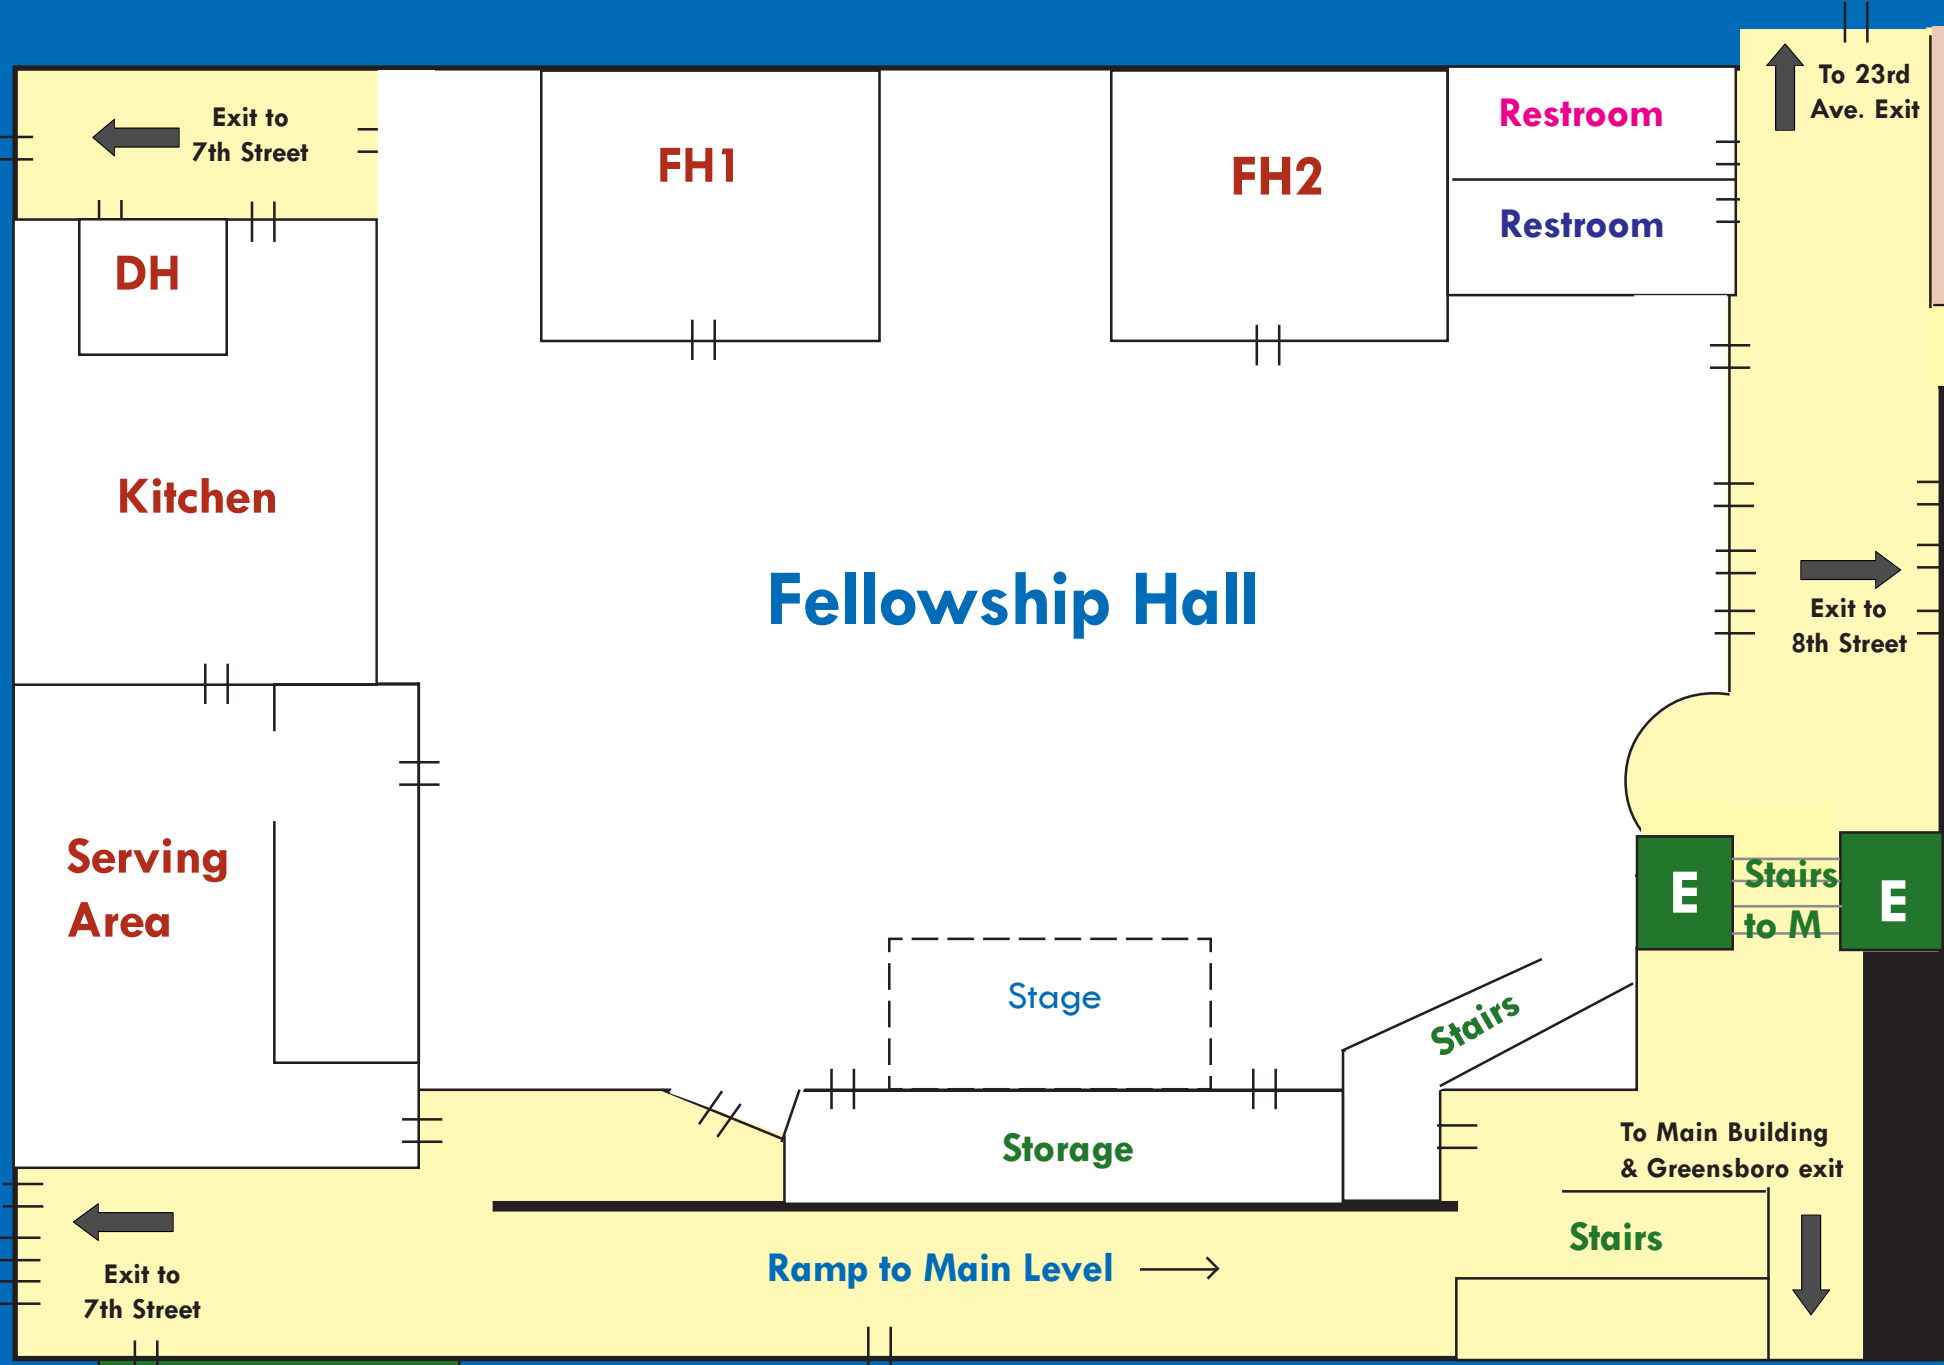 To 23rd
Ave. Exit
Exit to
7th Street
FH1
FH2
Restroom
Restroom
DH
Kitchen
Fellowship Hall
Exit to
8th Street
Serving
Area
E
Stairs
to M
E
Stage
Stairs
Storage
To Main Building
& Greensboro exit
Stairs
Ramp to Main Level
Exit to
7th Street